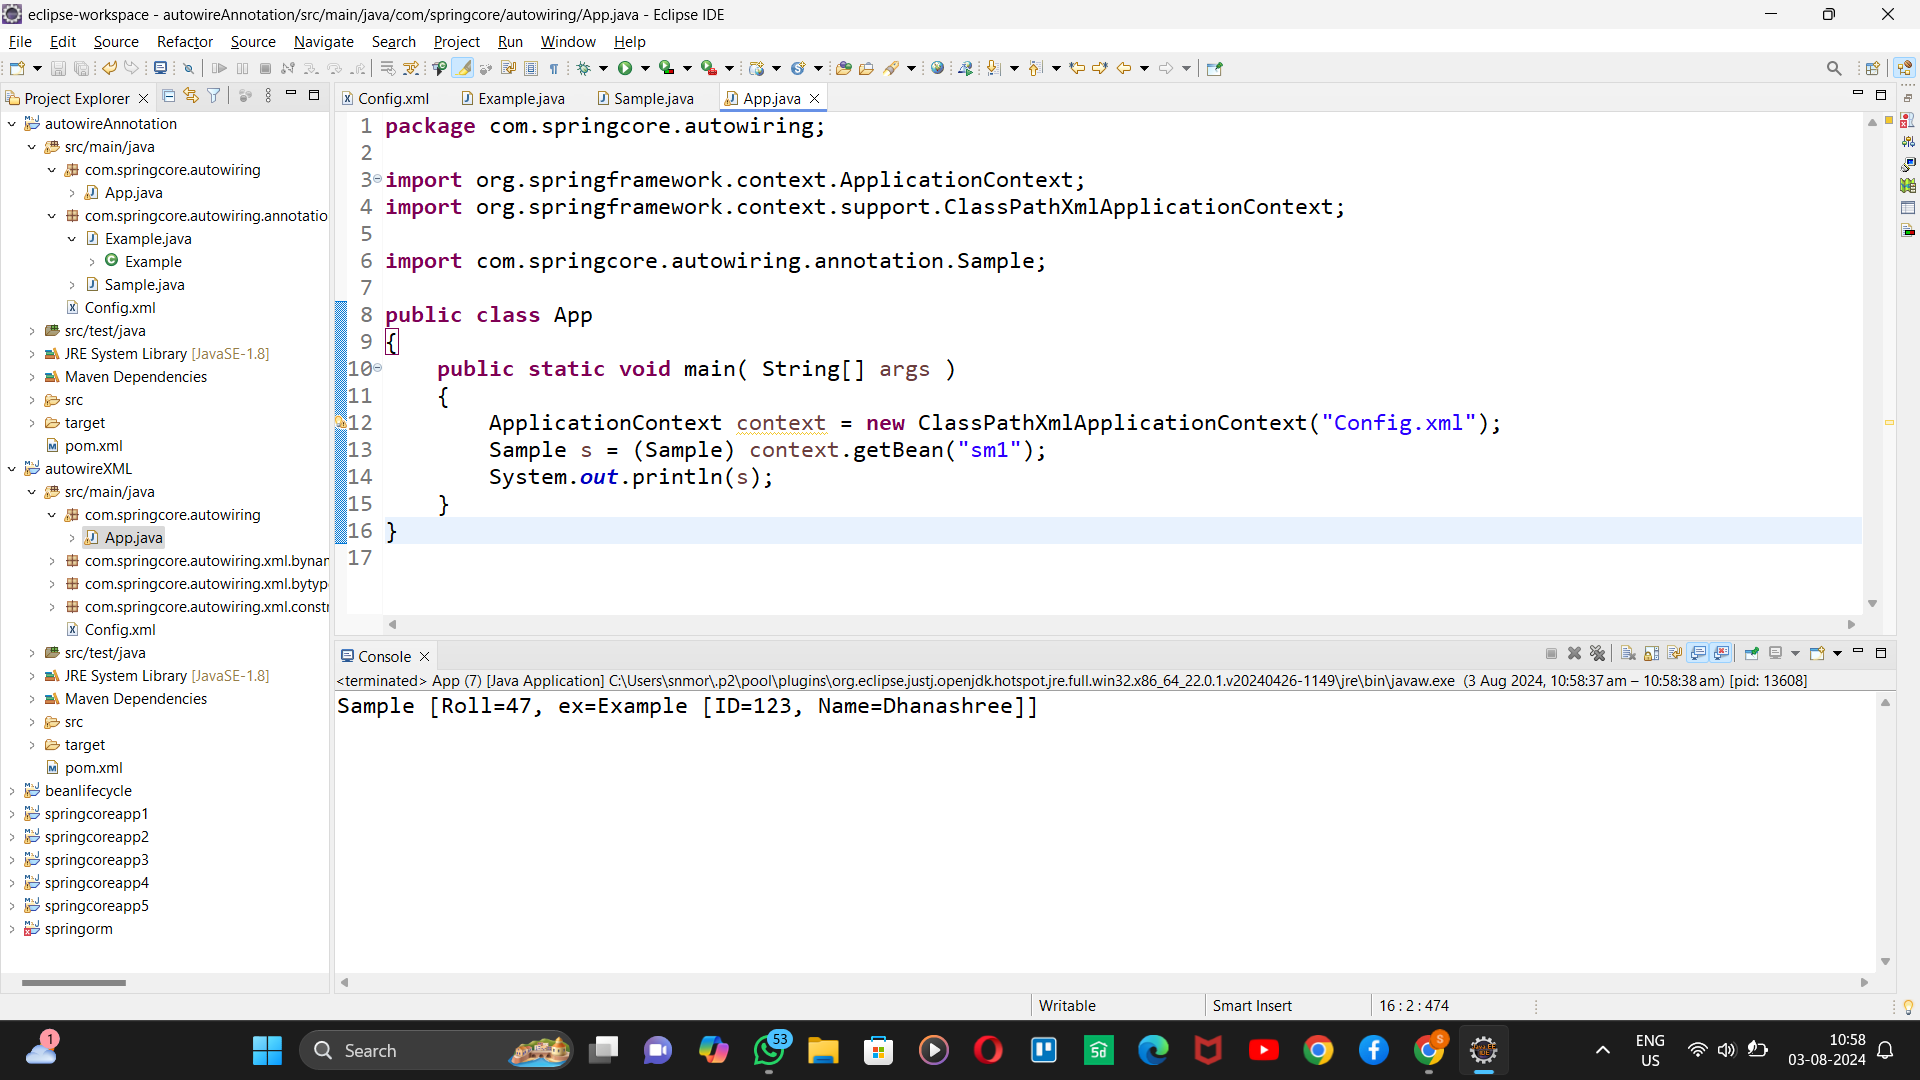 eclipse-workspace - autowireAnnotation/src/main/java/com/springcore/autowiring/App.java - Eclipse IDE
File Edit Source Refactor Source Navigate Search Project Run Window Help
Project Explorer
autowireAnnotation
src/main/java
com.springcore.autowiring
App.java
com.springcore.autowiring.annotatio
Example.java
Example
Sample.java
Config.xml
src/test/java
JRE System Library [JavaSE-1.8]
Maven Dependencies
src
target
pom.xml
autowireXML
src/main/java
com.springcore.autowiring
App.java
com.springcore.autowiring.xml.bynar
com.springcore.autowiring.xml.bytyp
com.springcore.autowiring.xml.constr
Config.xml
src/test/java
JRE System Library [JavaSE-1.8]
Maven Dependencies
src
target
pom.xml
beanlifecycle
springcoreapp1
springcoreapp2
springcoreapp3
springcoreapp4
springcoreapp5
springorm
Config.xml Example.java Sample.java App.java
1 package com.springcore.autowiring;
2
3 import org.springframework.context.ApplicationContext;
4 import org.springframework.context.support.ClassPathXmlApplicationContext;
5
6 import com.springcore.autowiring.annotation.Sample;
7
8 public class App
9 {
10 public static void main( String[] args )
11 {
12 ApplicationContext context = new ClassPathXmlApplicationContext("Config.xml");
13 Sample s = (Sample) context.getBean("sm1");
14 System.out.println(s);
15 }
16 }
17
Console
<terminated> App (7) [Java Application] C:\Users\snmor\.p2\pool\plugins\org.eclipse.justj.openjdk.hotspot.jre.full.win32.x86_64_22.0.1.v20240426-1149\jre\bin\javaw.exe (3 Aug 2024, 10:58:37 am – 10:58:38 am) [pid: 13608]
Sample [Roll=47, ex=Example [ID=123, Name=Dhanashree]]
Writable Smart Insert 16 : 2 : 474
1
Search
53
ENG
US
10:58
03-08-2024